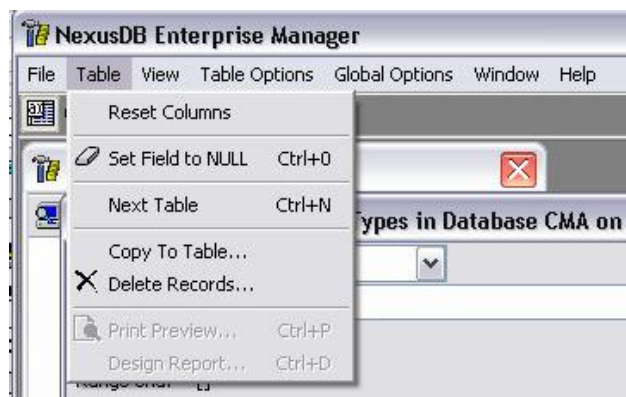 NexusDB Enterprise Manager
File Table View Table Options Global Options Window Help
Reset Columns
Set Field to NULL Ctrl+0
Next Table Ctrl+N
Types in Database CMA on
Copy To Table...
Delete Records...
Print Preview... Ctrl+P
Design Report... Ctrl+D